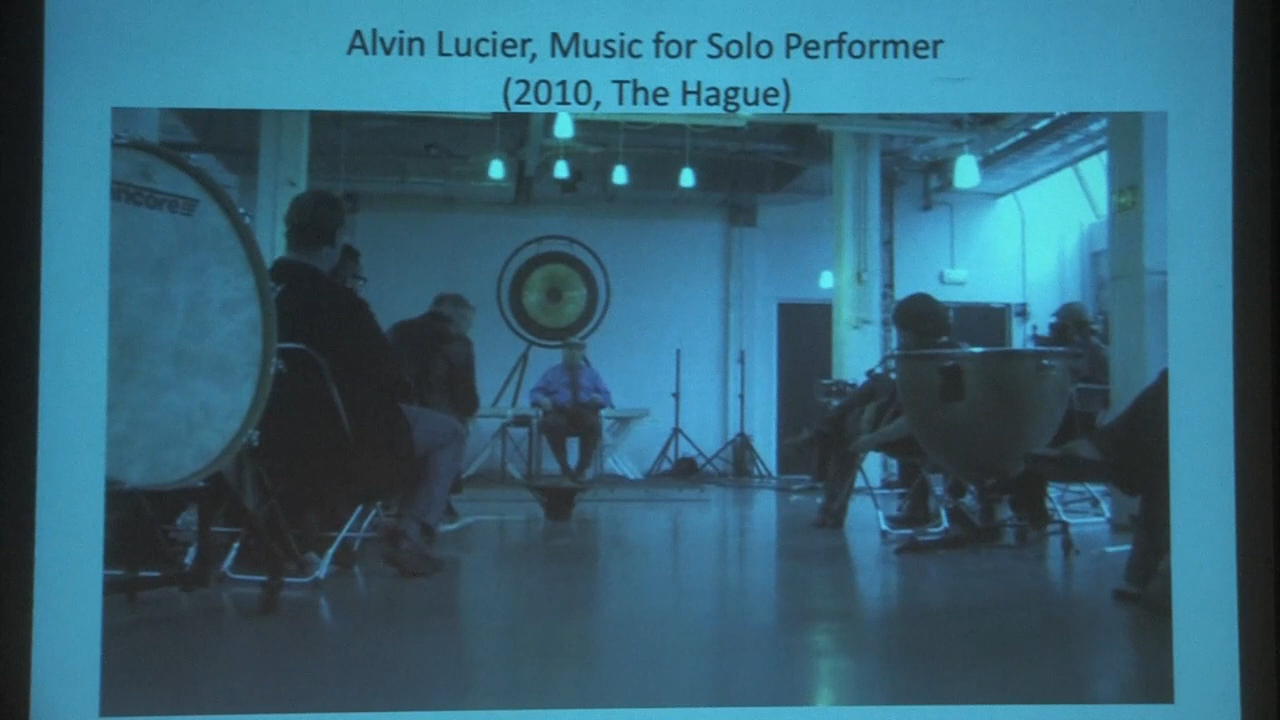 Alvin Lucier, Music for Solo Performer
(2010, The Hague)